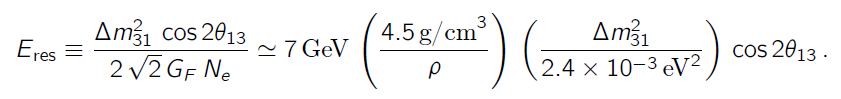 E_res ≡ Δm²₃₁ cos 2θ₁₃ / 2 √2 G_F N_e ≃ 7 GeV (4.5 g/cm³ / ρ) (Δm²₃₁ / 2.4 × 10⁻³ eV²) cos 2θ₁₃ .